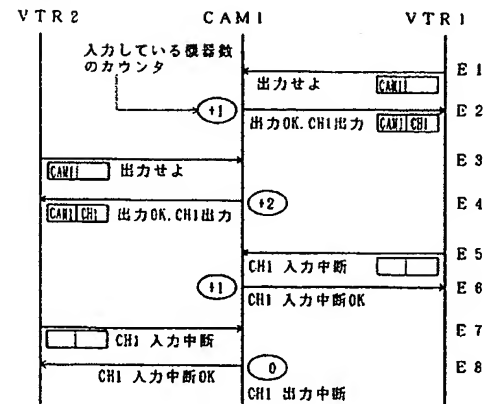 VTR2 CAM1 VTR1
入力している機器数
のカウンタ
E1
出力せよ CAM1
+1 E2
出力OK.CH1出力 CAM1 CH1
E3
CAM1 出力せよ
+2 E4
CAM1 CH1 出力OK.CH1出力
E5
CH1 入力中断
+1 E6
CH1 入力中断OK
E7
CH1 入力中断
0 E8
CH1 入力中断OK
CH1 出力中断